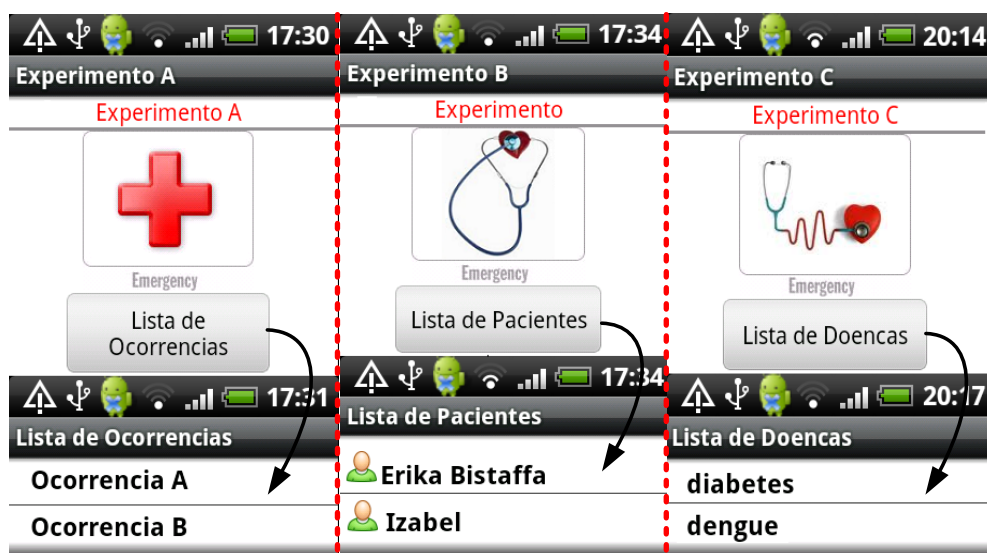 17:30
Experimento A
Experimento A
Emergency
Lista de
Ocorrencias
17:31
Lista de Ocorrencias
Ocorrencia A
Ocorrencia B
17:34
Experimento B
Experimento
Emergency
Lista de Pacientes
17:34
Lista de Pacientes
Erika Bistaffa
Izabel
20:14
Experimento C
Experimento C
Emergency
Lista de Doencas
20:17
Lista de Doencas
diabetes
dengue